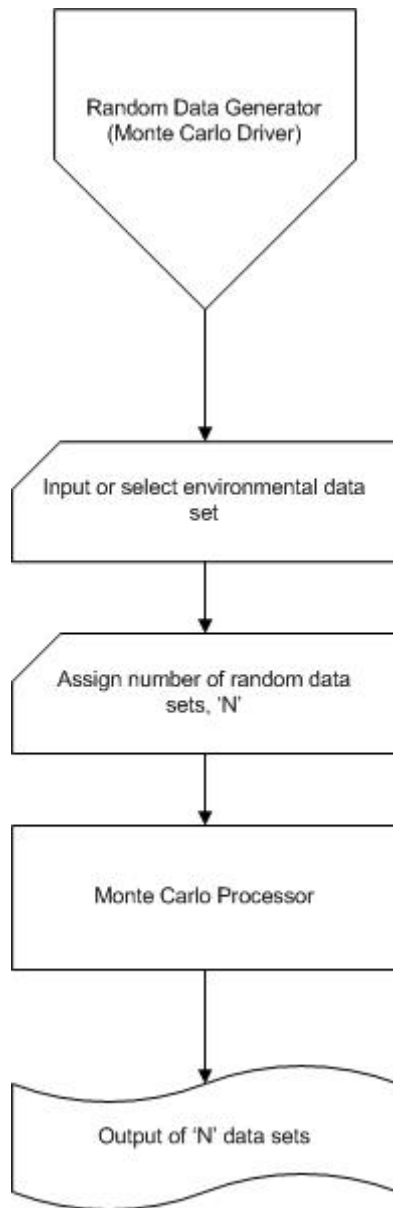 Random Data Generator
(Monte Carlo Driver)
Input or select environmental data
set
Assign number of random data
sets, ‘N’
Monte Carlo Processor
Output of ‘N’ data sets